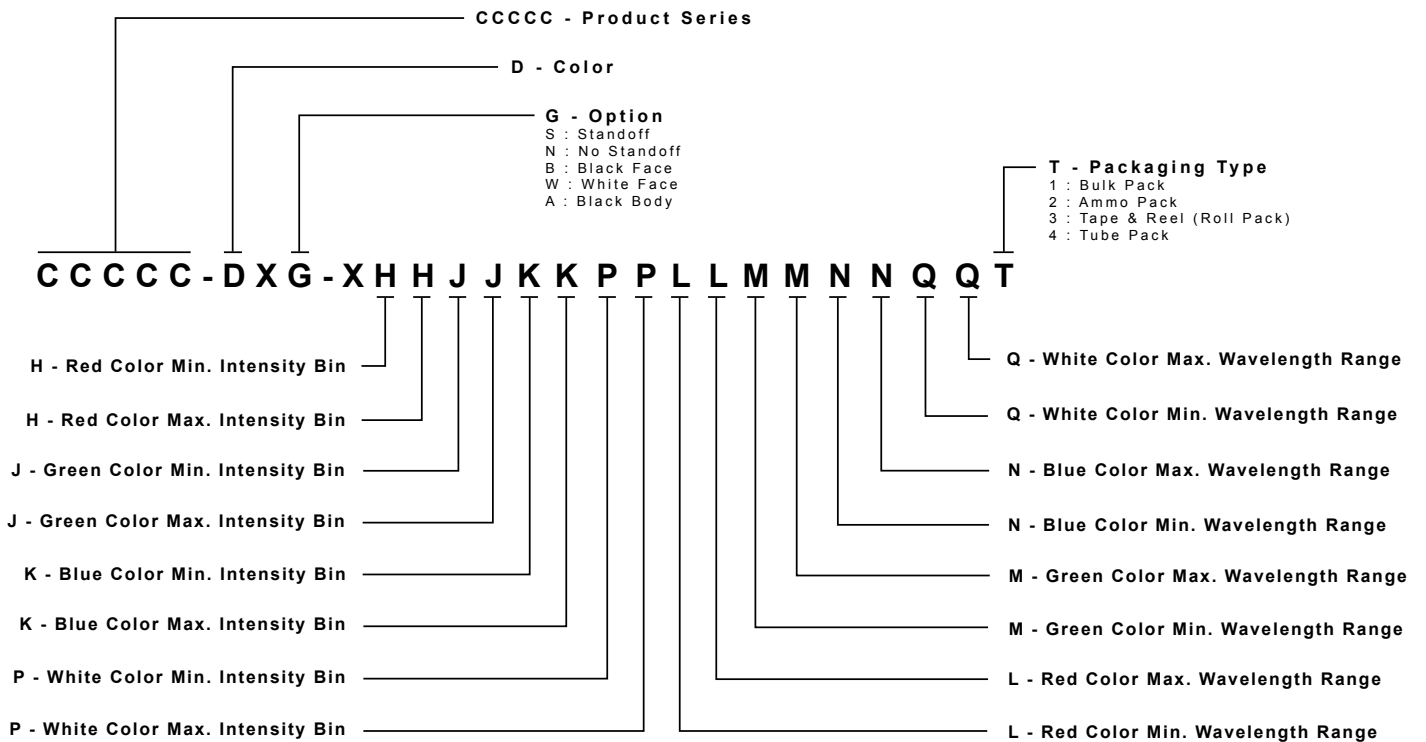 CCCCC - Product Series
D - Color
G - Option
S : Standoff
N : No Standoff
B : Black Face
W : White Face
A : Black Body
T - Packaging Type
1 : Bulk Pack
2 : Ammo Pack
3 : Tape & Reel (Roll Pack)
4 : Tube Pack
C C C C C - D X G - X H H J J K K P P L L M M N N Q Q T
H - Red Color Min. Intensity Bin
H - Red Color Max. Intensity Bin
J - Green Color Min. Intensity Bin
J - Green Color Max. Intensity Bin
K - Blue Color Min. Intensity Bin
K - Blue Color Max. Intensity Bin
P - White Color Min. Intensity Bin
P - White Color Max. Intensity Bin
Q - White Color Max. Wavelength Range
Q - White Color Min. Wavelength Range
N - Blue Color Max. Wavelength Range
N - Blue Color Min. Wavelength Range
M - Green Color Max. Wavelength Range
M - Green Color Min. Wavelength Range
L - Red Color Max. Wavelength Range
L - Red Color Min. Wavelength Range